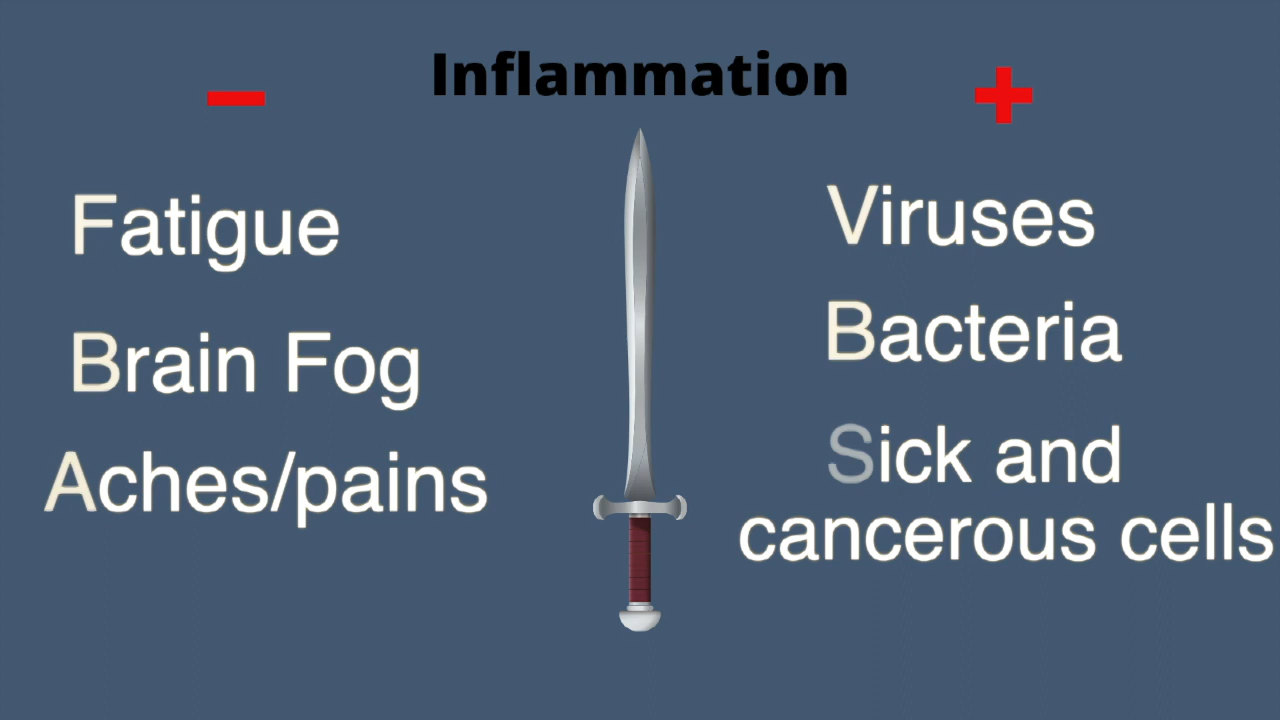 Inflammation
Fatigue
Brain Fog
Aches/pains
Viruses
Bacteria
Sick and
cancerous cells